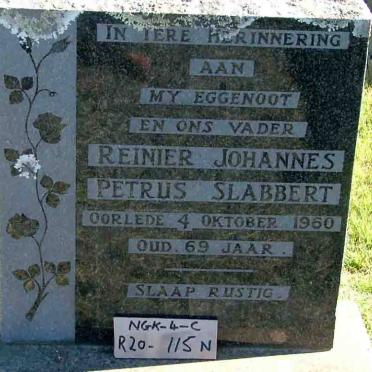 IN TERE HERINNERING
AAN
MY EGGENOOT
EN ONS VADER
REINIER JOHANNES
PETRUS SLABBERT
OORLEDE 4 OKTOBER 1960
OUD 69 JAAR.
SLAAP RUSTIG.
NGK-4-C
R20- 115 N